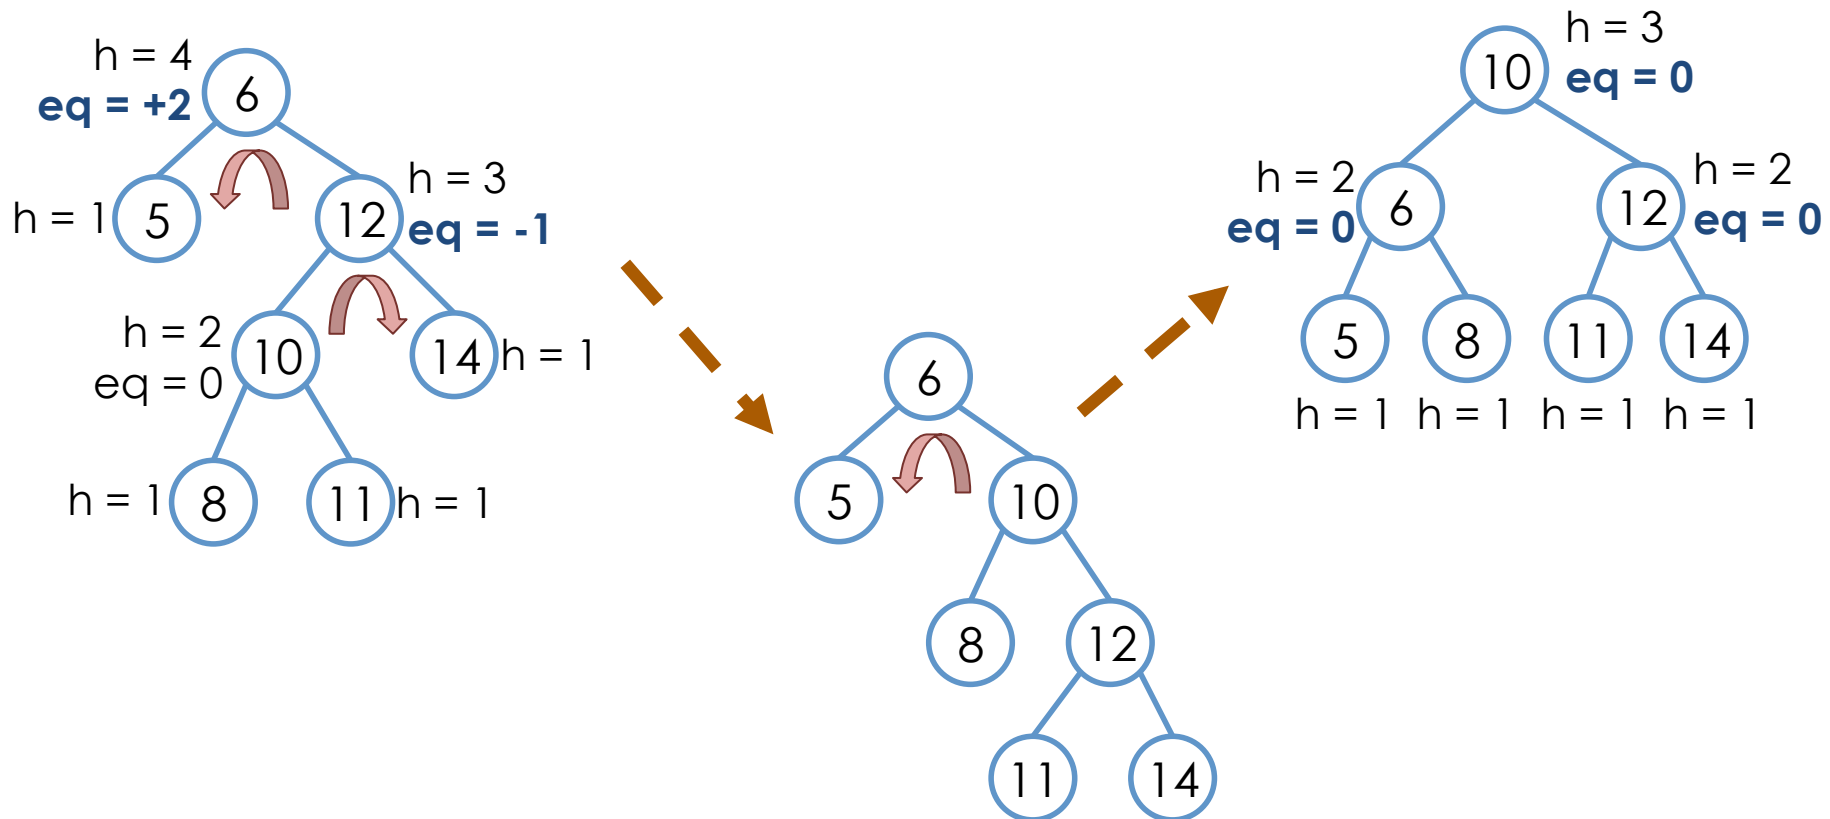 h = 4
eq = +2
6
h = 1
5
12
h = 3
eq = -1
h = 2
eq = 0
10
14
h = 1
h = 1
8
11
h = 1
6
5
10
8
12
11
14
10
h = 3
eq = 0
h = 2
eq = 0
6
12
h = 2
eq = 0
5
8
11
14
h = 1
h = 1
h = 1
h = 1